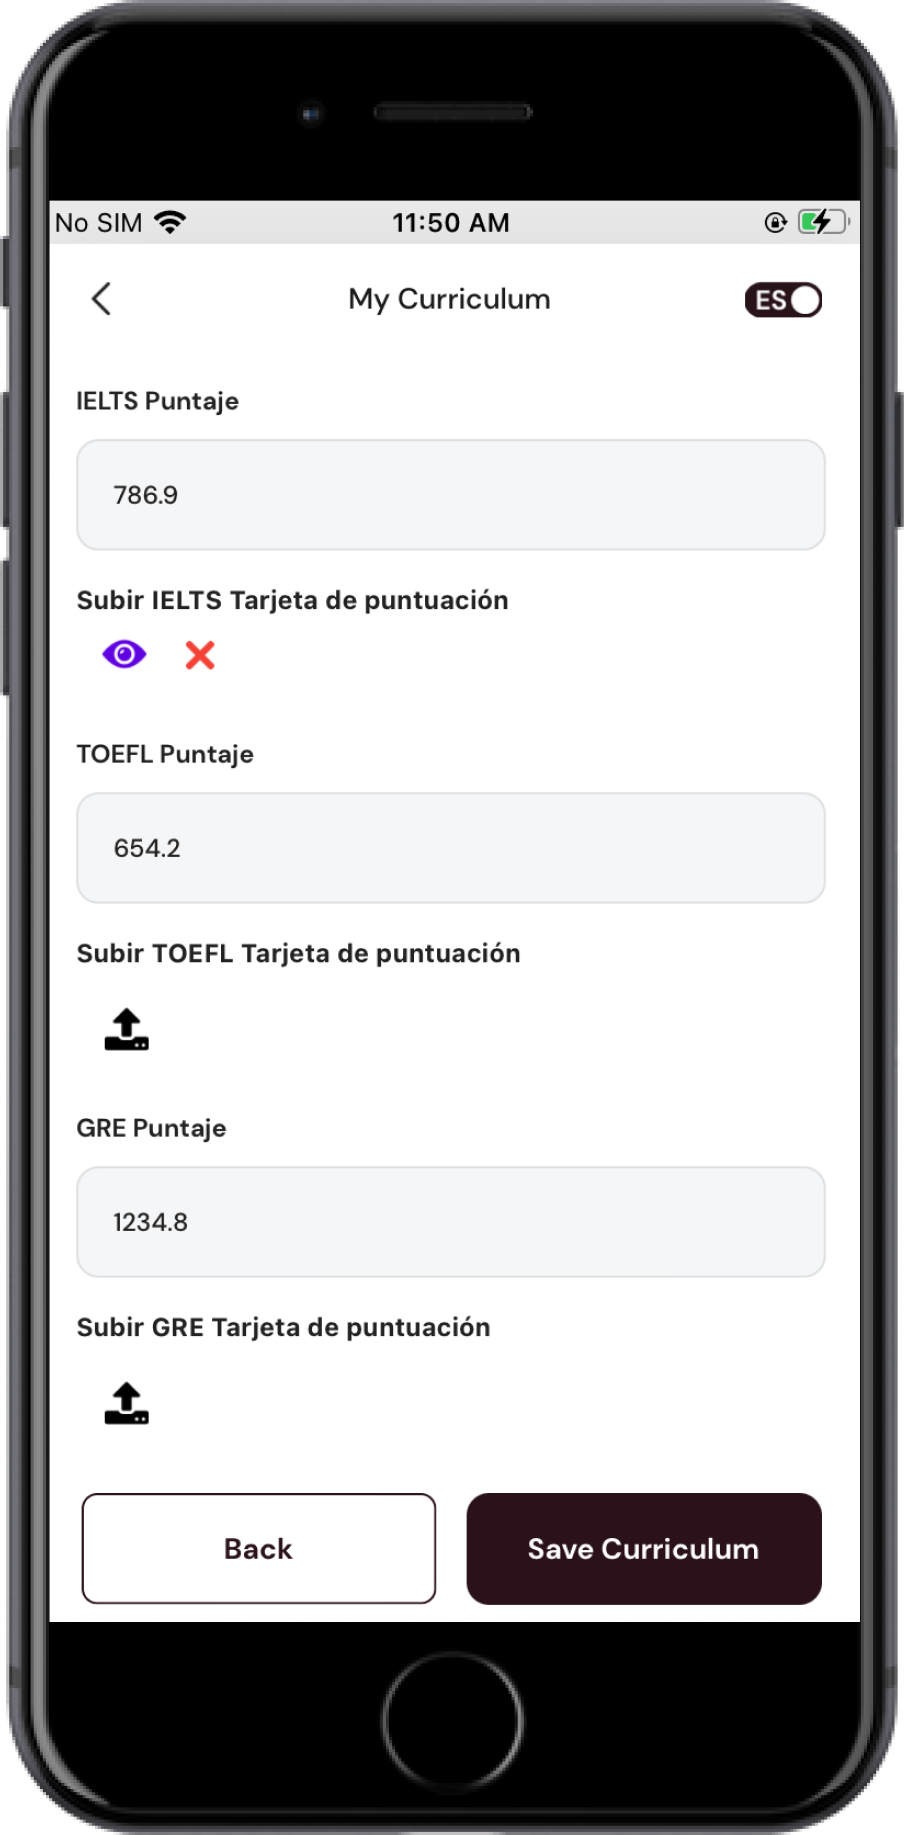 No SIM 11:50 AM
My Curriculum ES
IELTS Puntaje
786.9
Subir IELTS Tarjeta de puntuación
TOEFL Puntaje
654.2
Subir TOEFL Tarjeta de puntuación
GRE Puntaje
1234.8
Subir GRE Tarjeta de puntuación
Back Save Curriculum